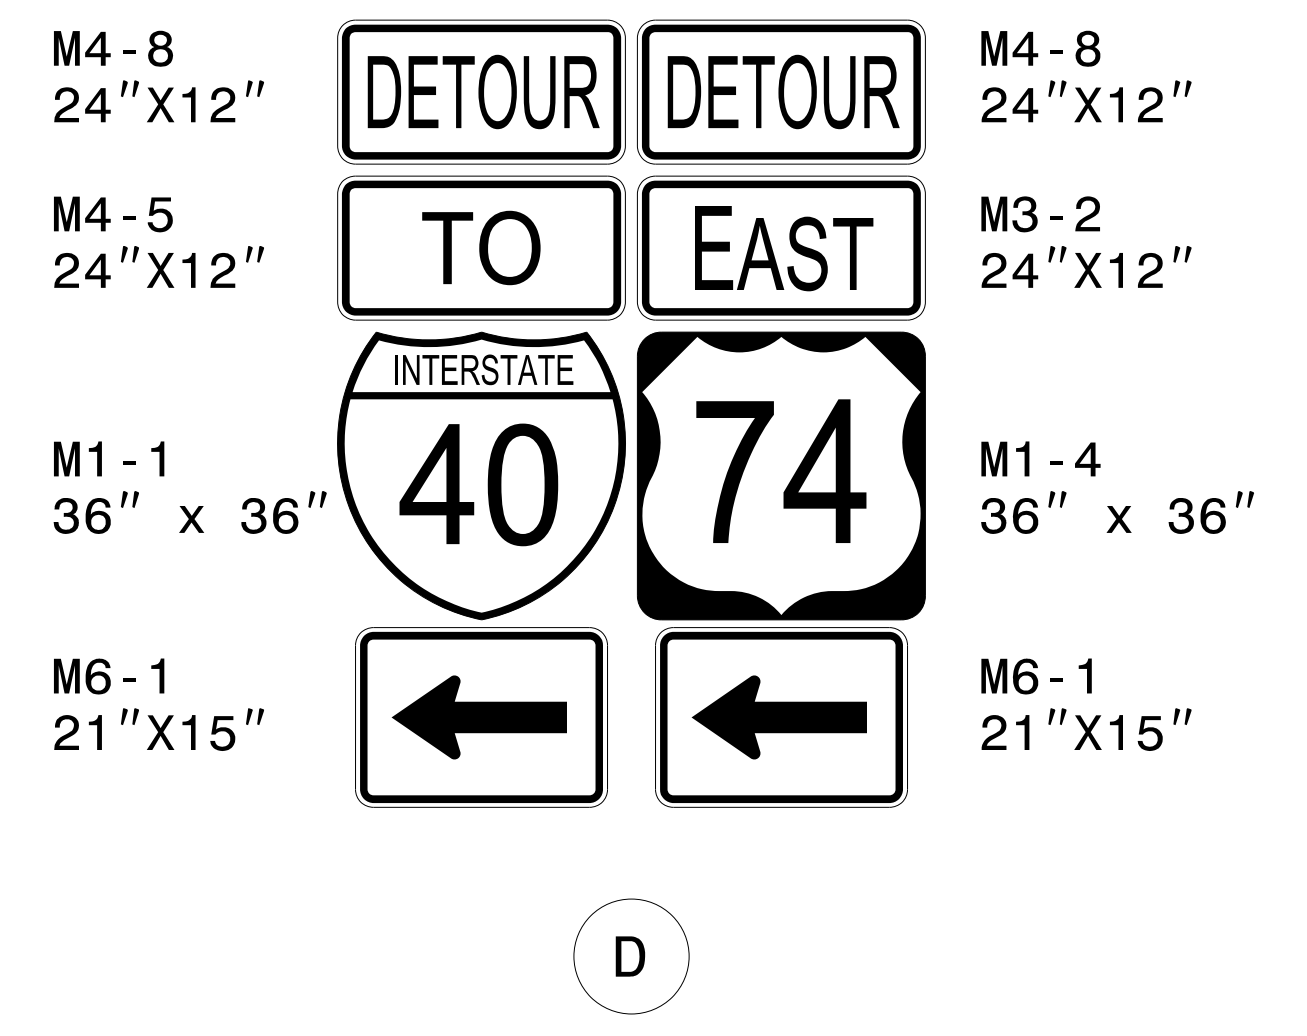 M4-8
24"X12"
DETOUR
DETOUR
M4-8
24"X12"
M4-5
24"X12"
TO
EAST
M3-2
24"X12"
M1-1
36" x 36"
INTERSTATE
40
74
M1-4
36" x 36"
M6-1
21"X15"
M6-1
21"X15"
D